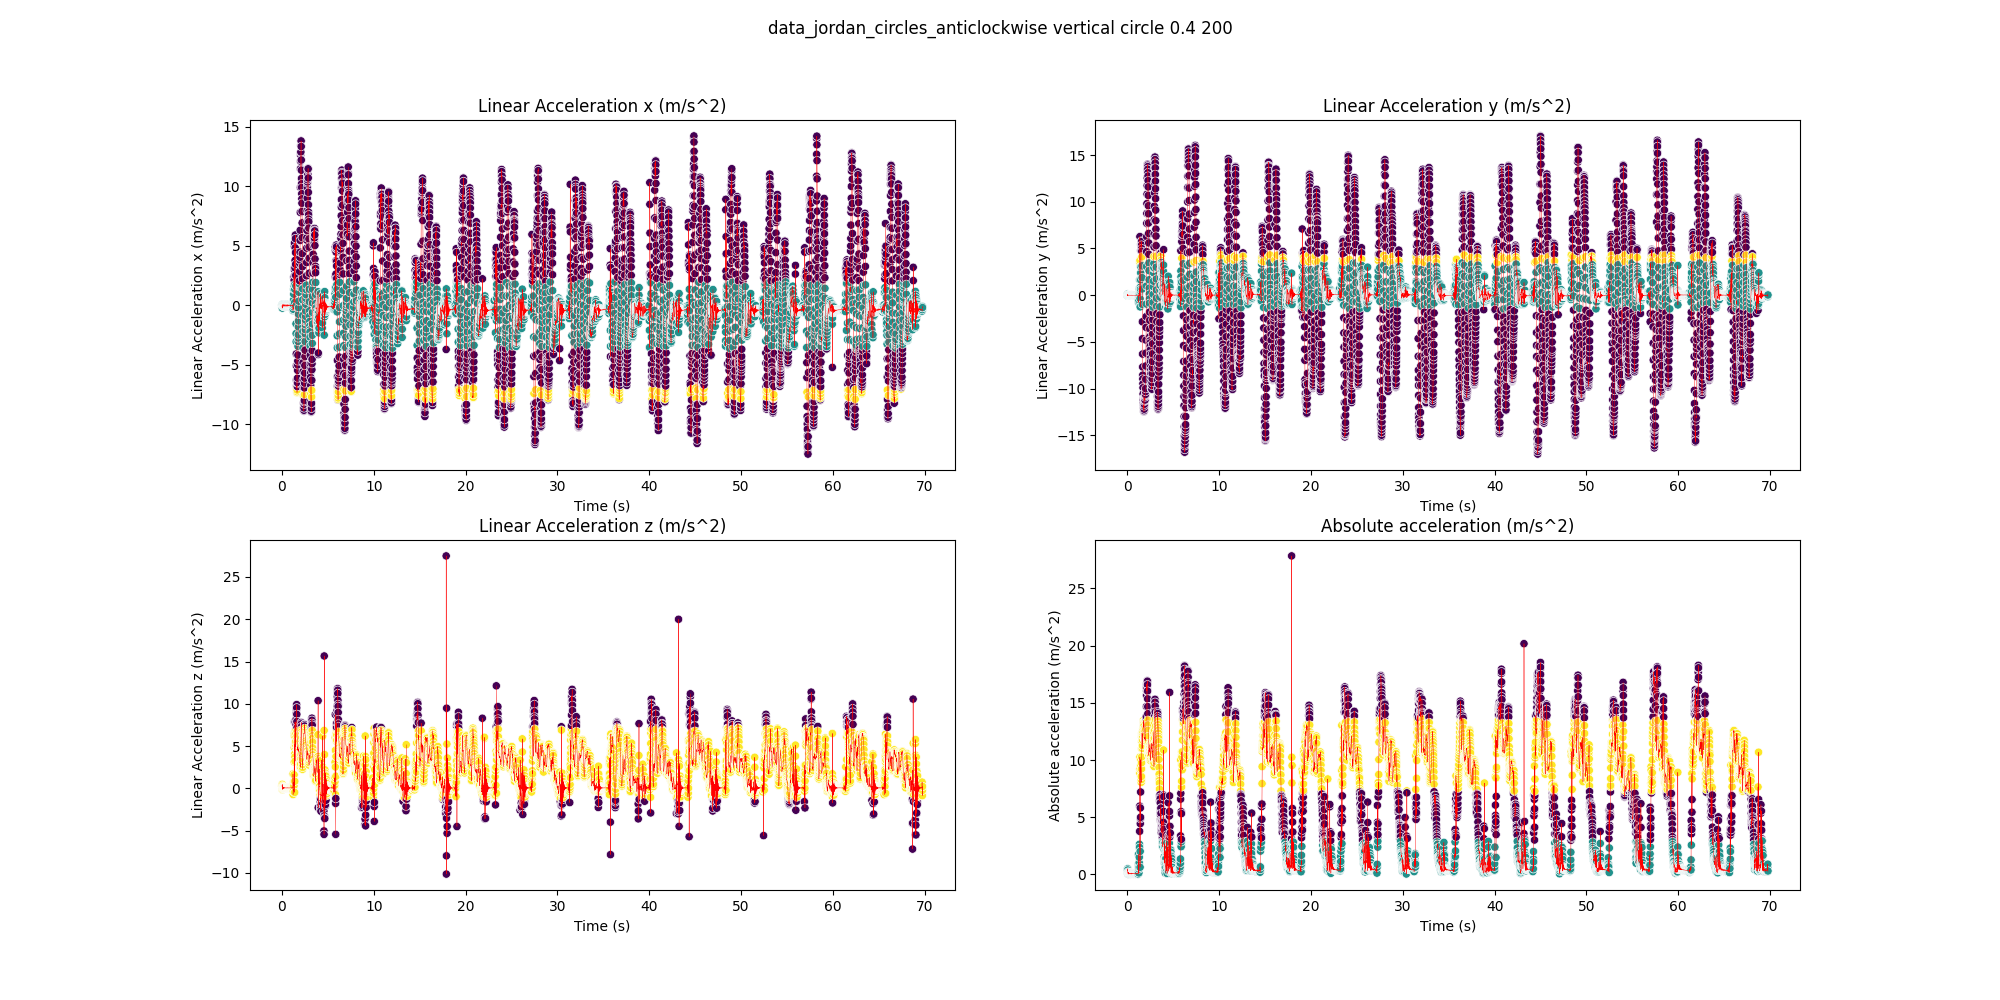 data_jordan_circles_anticlockwise vertical circle 0.4 200
Linear Acceleration x (m/s^2)
Linear Acceleration x (m/s^2)
15
10
5
0
−5
−10
0 10 20 30 40 50 60 70
Time (s)
Linear Acceleration y (m/s^2)
Linear Acceleration y (m/s^2)
15
10
5
0
−5
−10
−15
0 10 20 30 40 50 60 70
Time (s)
Linear Acceleration z (m/s^2)
Linear Acceleration z (m/s^2)
25
20
15
10
5
0
−5
−10
0 10 20 30 40 50 60 70
Time (s)
Absolute acceleration (m/s^2)
Absolute acceleration (m/s^2)
25
20
15
10
5
0
0 10 20 30 40 50 60 70
Time (s)